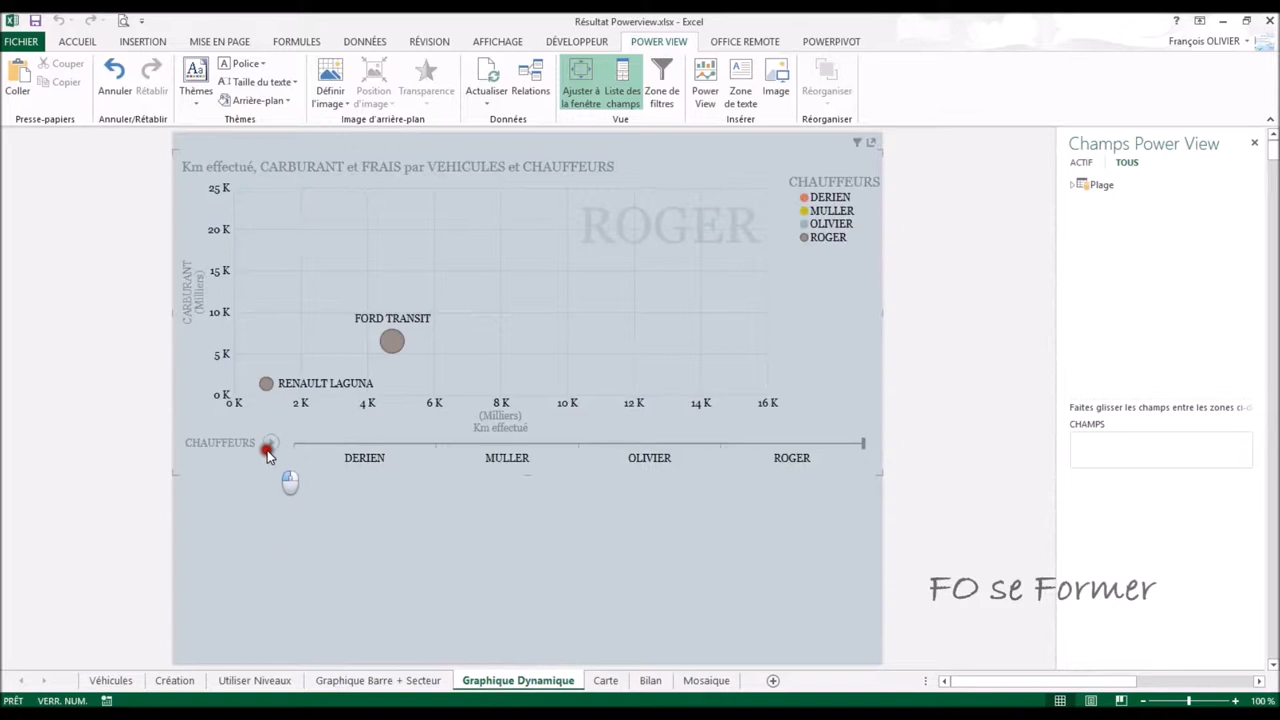 Résultat Powerview.xlsx - Excel
FICHIER ACCUEIL INSERTION MISE EN PAGE FORMULES DONNÉES RÉVISION AFFICHAGE DÉVELOPPEUR POWER VIEW OFFICE REMOTE POWERPIVOT François OLIVIER
Coller
Couper
Copier
Presse-papiers
Annuler
Rétablir
Annuler/Rétablir
Thèmes
Police
Taille du texte
Arrière-plan
Thèmes
Définir l'image
Position d'image
Transparence
Image d'arrière-plan
Actualiser
Relations
Données
Ajuster à la fenêtre
Liste des champs
Zone de filtres
Vue
Power View
Zone de texte
Image
Insérer
Réorganiser
Réorganiser
Km effectué, CARBURANT et FRAIS par VEHICULES et CHAUFFEURS
CHAUFFEURS
DERIEN
MULLER
OLIVIER
ROGER
ROGER
CARBURANT
(Milliers)
25 K
20 K
15 K
10 K
5 K
0 K
FORD TRANSIT
RENAULT LAGUNA
0 K 2 K 4 K 6 K 8 K 10 K 12 K 14 K 16 K
(Milliers)
Km effectué
CHAUFFEURS
DERIEN MULLER OLIVIER ROGER
Champs Power View
ACTIF TOUS
Plage
Faites glisser les champs entre les zones ci-d
CHAMPS
FO se Former
Véhicules Création Utiliser Niveaux Graphique Barre + Secteur Graphique Dynamique Carte Bilan Mosaique
PRÊT VERR. NUM. 100 %